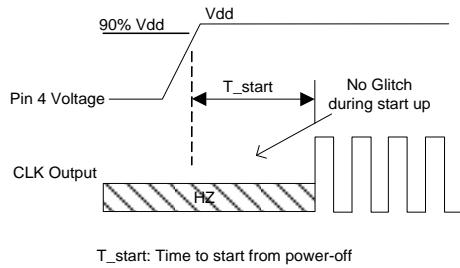 Vdd
90% Vdd
T_start
No Glitch
during start up
Pin 4 Voltage
CLK Output
HZ
T_start: Time to start from power-off